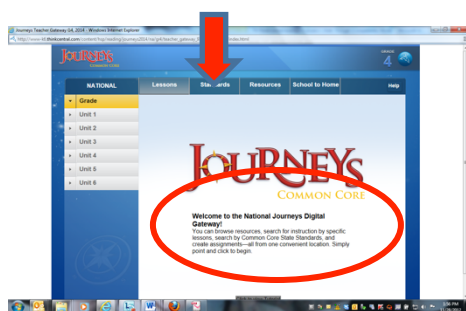 Journeys Teacher Gateway G4, 2014 - Windows Internet Explorer
JOURNEYS
COMMON CORE
GRADE
4
NATIONAL
Lessons
Standards
Resources
School to Home
Help
Grade
Unit 1
Unit 2
Unit 3
Unit 4
Unit 5
Unit 6
JOURNEYS
COMMON CORE
Welcome to the National Journeys Digital
Gateway!
You can browse resources, search for instruction by specific
lessons, search by Common Core State Standards, and
create assignments—all from one convenient location. Simply
point and click to begin.